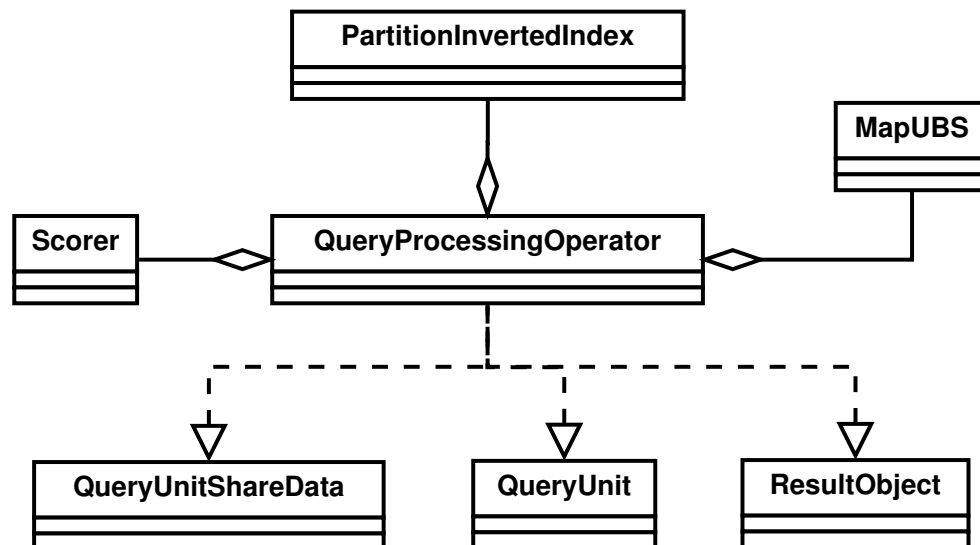 PartitionInvertedIndex
MapUBS
Scorer
QueryProcessingOperator
QueryUnitShareData
QueryUnit
ResultObject